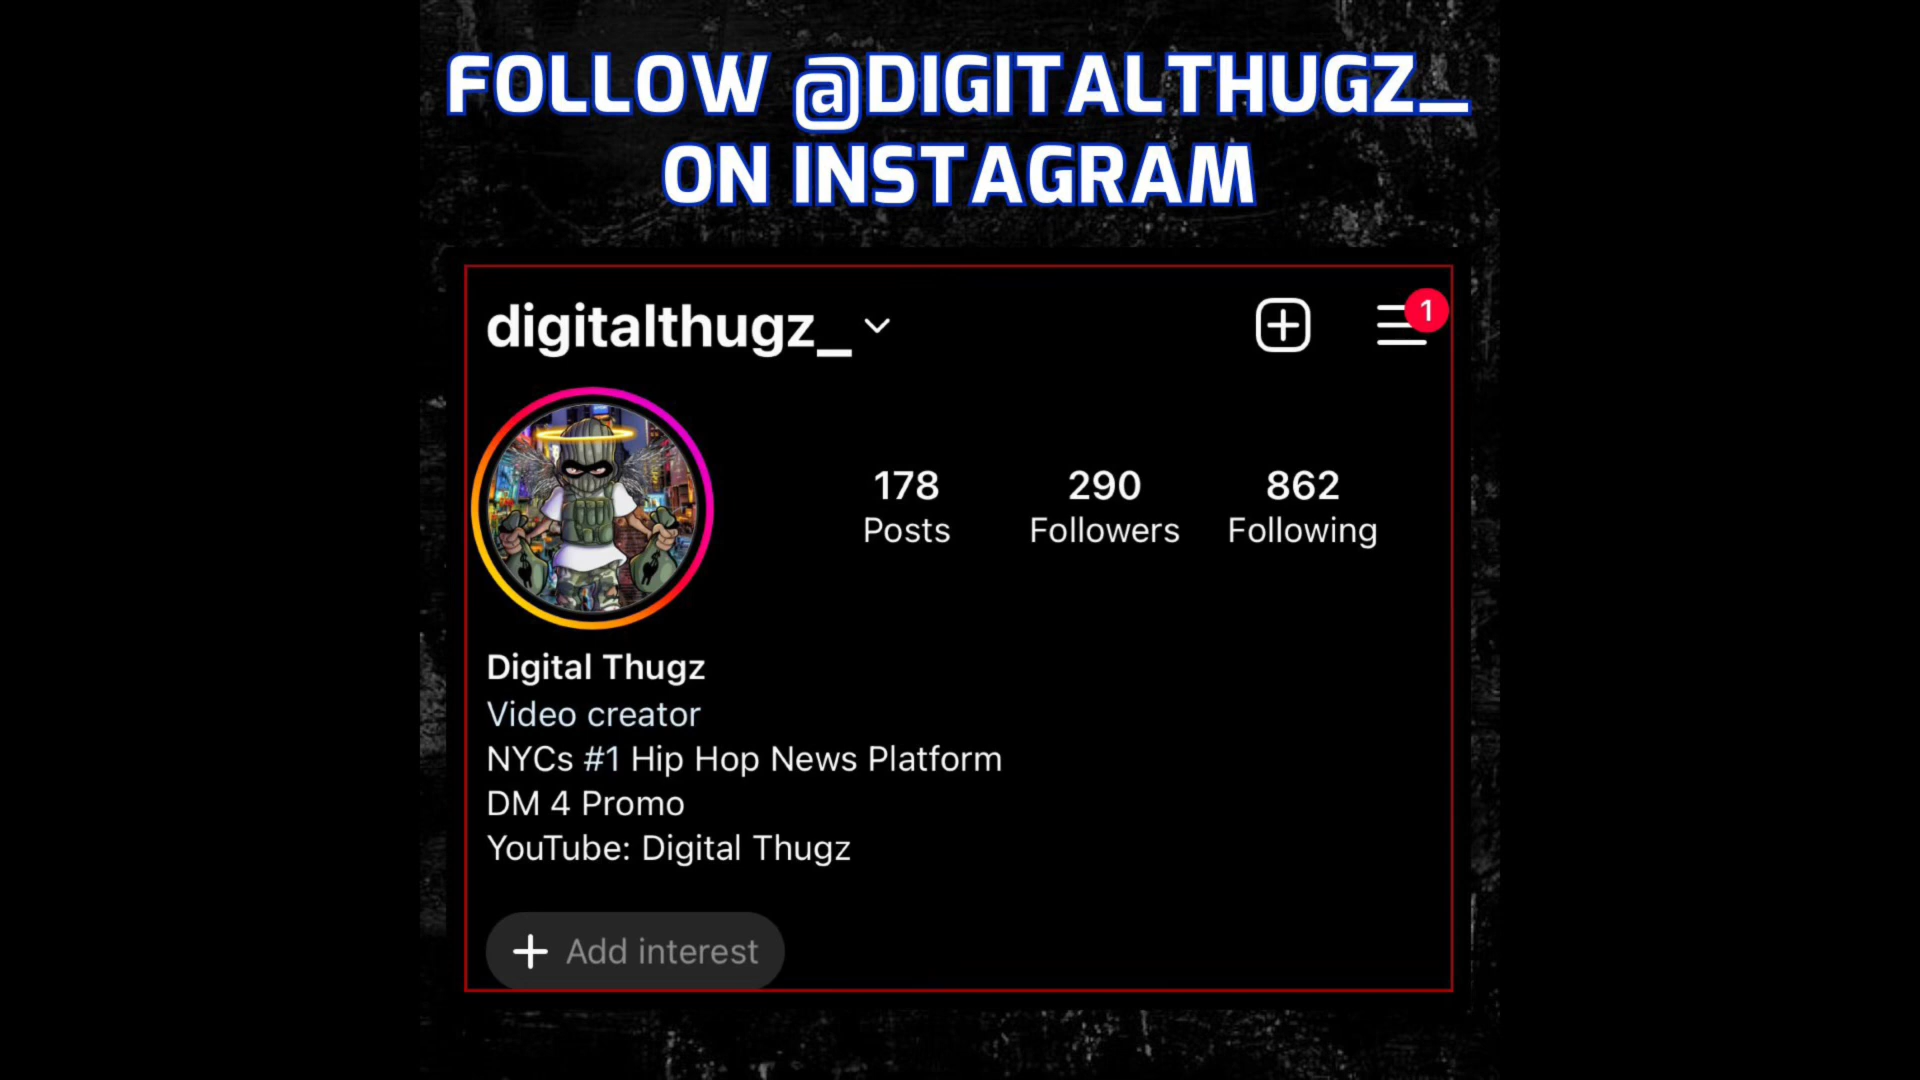 FOLLOW @DIGITALTHUGZ_
ON INSTAGRAM
digitalthugz_
1
178
290
862
Posts
Followers
Following
Digital Thugz
Video creator
NYCs #1 Hip Hop News Platform
DM 4 Promo
YouTube: Digital Thugz
+ Add interest